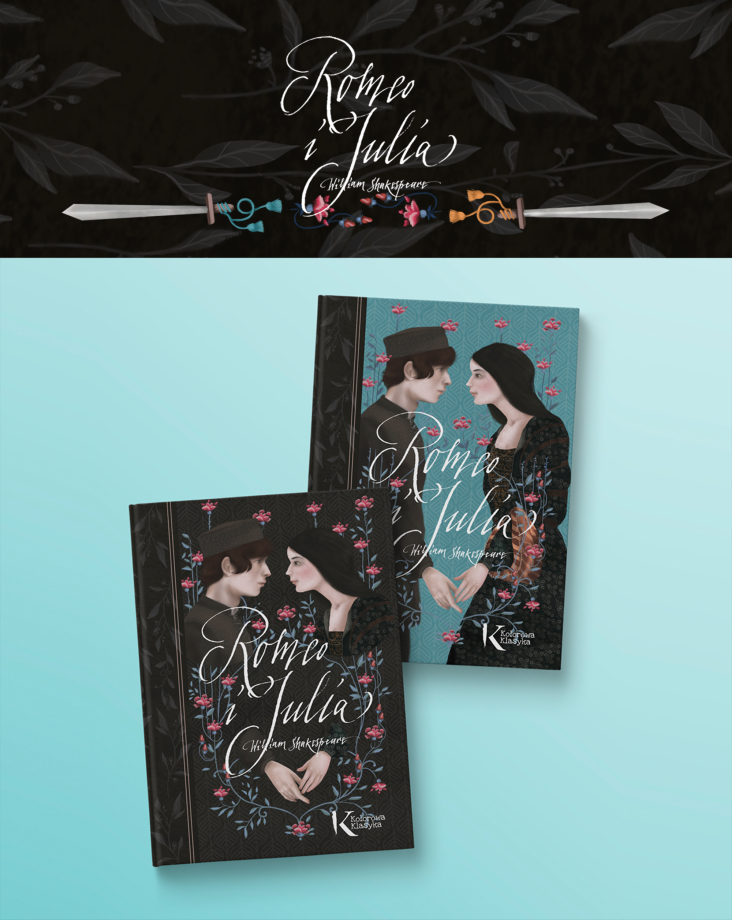 Romeo
i Julia
William Shakespeare
Romeo
i Julia
William Shakespeare
Kolorowa
Klasyka
Romeo
i Julia
William Shakespeare
Kolorowa
Klasyka